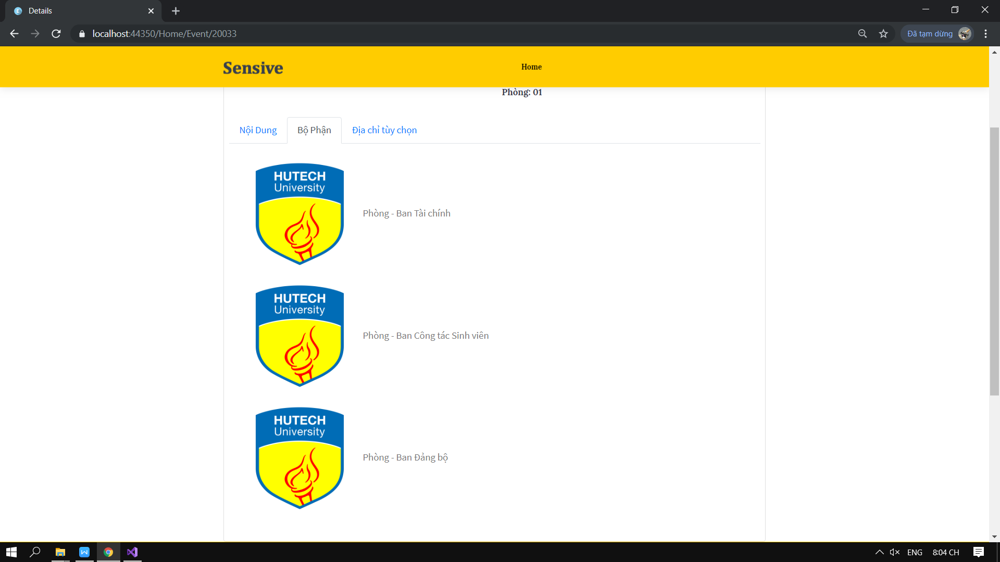 Details
localhost:44350/Home/Event/20033
Đã tạm dừng
Sensive
Home
Phòng: 01
Nội Dung
Bộ Phận
Địa chỉ tùy chọn
HUTECH
University
Phòng - Ban Tài chính
HUTECH
University
Phòng - Ban Công tác Sinh viên
HUTECH
University
Phòng - Ban Đảng bộ
ENG
8:04 CH